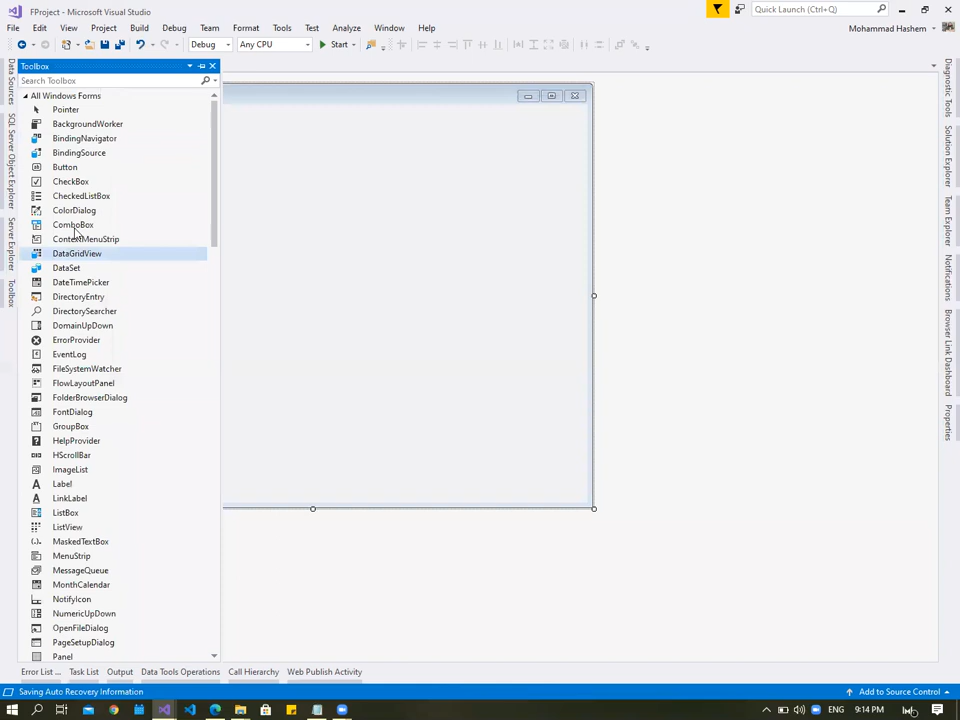 FProject - Microsoft Visual Studio
Quick Launch (Ctrl+Q)
File Edit View Project Build Debug Team Format Tools Test Analyze Window Help
Mohammad Hashem
Debug Any CPU Start
Toolbox
Search Toolbox
All Windows Forms
Pointer
BackgroundWorker
BindingNavigator
BindingSource
Button
CheckBox
CheckedListBox
ColorDialog
ComboBox
ContextMenuStrip
DataGridView
DataSet
DateTimePicker
DirectoryEntry
DirectorySearcher
DomainUpDown
ErrorProvider
EventLog
FileSystemWatcher
FlowLayoutPanel
FolderBrowserDialog
FontDialog
GroupBox
HelpProvider
HScrollBar
ImageList
Label
LinkLabel
ListBox
ListView
MaskedTextBox
MenuStrip
MessageQueue
MonthCalendar
NotifyIcon
NumericUpDown
OpenFileDialog
PageSetupDialog
Panel
Data Sources
SQL Server Object Explorer
Server Explorer
Toolbox
Diagnostic Tools
Solution Explorer
Team Explorer
Notifications
Browser Link Dashboard
Properties
Error List ... Task List Output Data Tools Operations Call Hierarchy Web Publish Activity
Saving Auto Recovery Information
Add to Source Control
ENG 9:14 PM